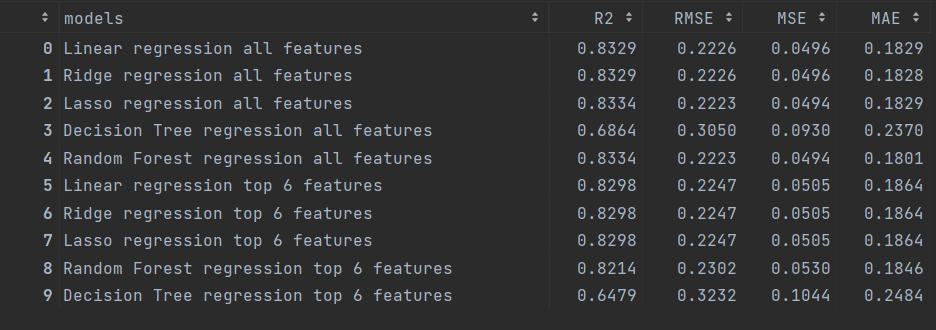 models R2 RMSE MSE MAE
0 Linear regression all features 0.8329 0.2226 0.0496 0.1829
1 Ridge regression all features 0.8329 0.2226 0.0496 0.1828
2 Lasso regression all features 0.8334 0.2223 0.0494 0.1829
3 Decision Tree regression all features 0.6864 0.3050 0.0930 0.2370
4 Random Forest regression all features 0.8334 0.2223 0.0494 0.1801
5 Linear regression top 6 features 0.8298 0.2247 0.0505 0.1864
6 Ridge regression top 6 features 0.8298 0.2247 0.0505 0.1864
7 Lasso regression top 6 features 0.8298 0.2247 0.0505 0.1864
8 Random Forest regression top 6 features 0.8214 0.2302 0.0530 0.1846
9 Decision Tree regression top 6 features 0.6479 0.3232 0.1044 0.2484